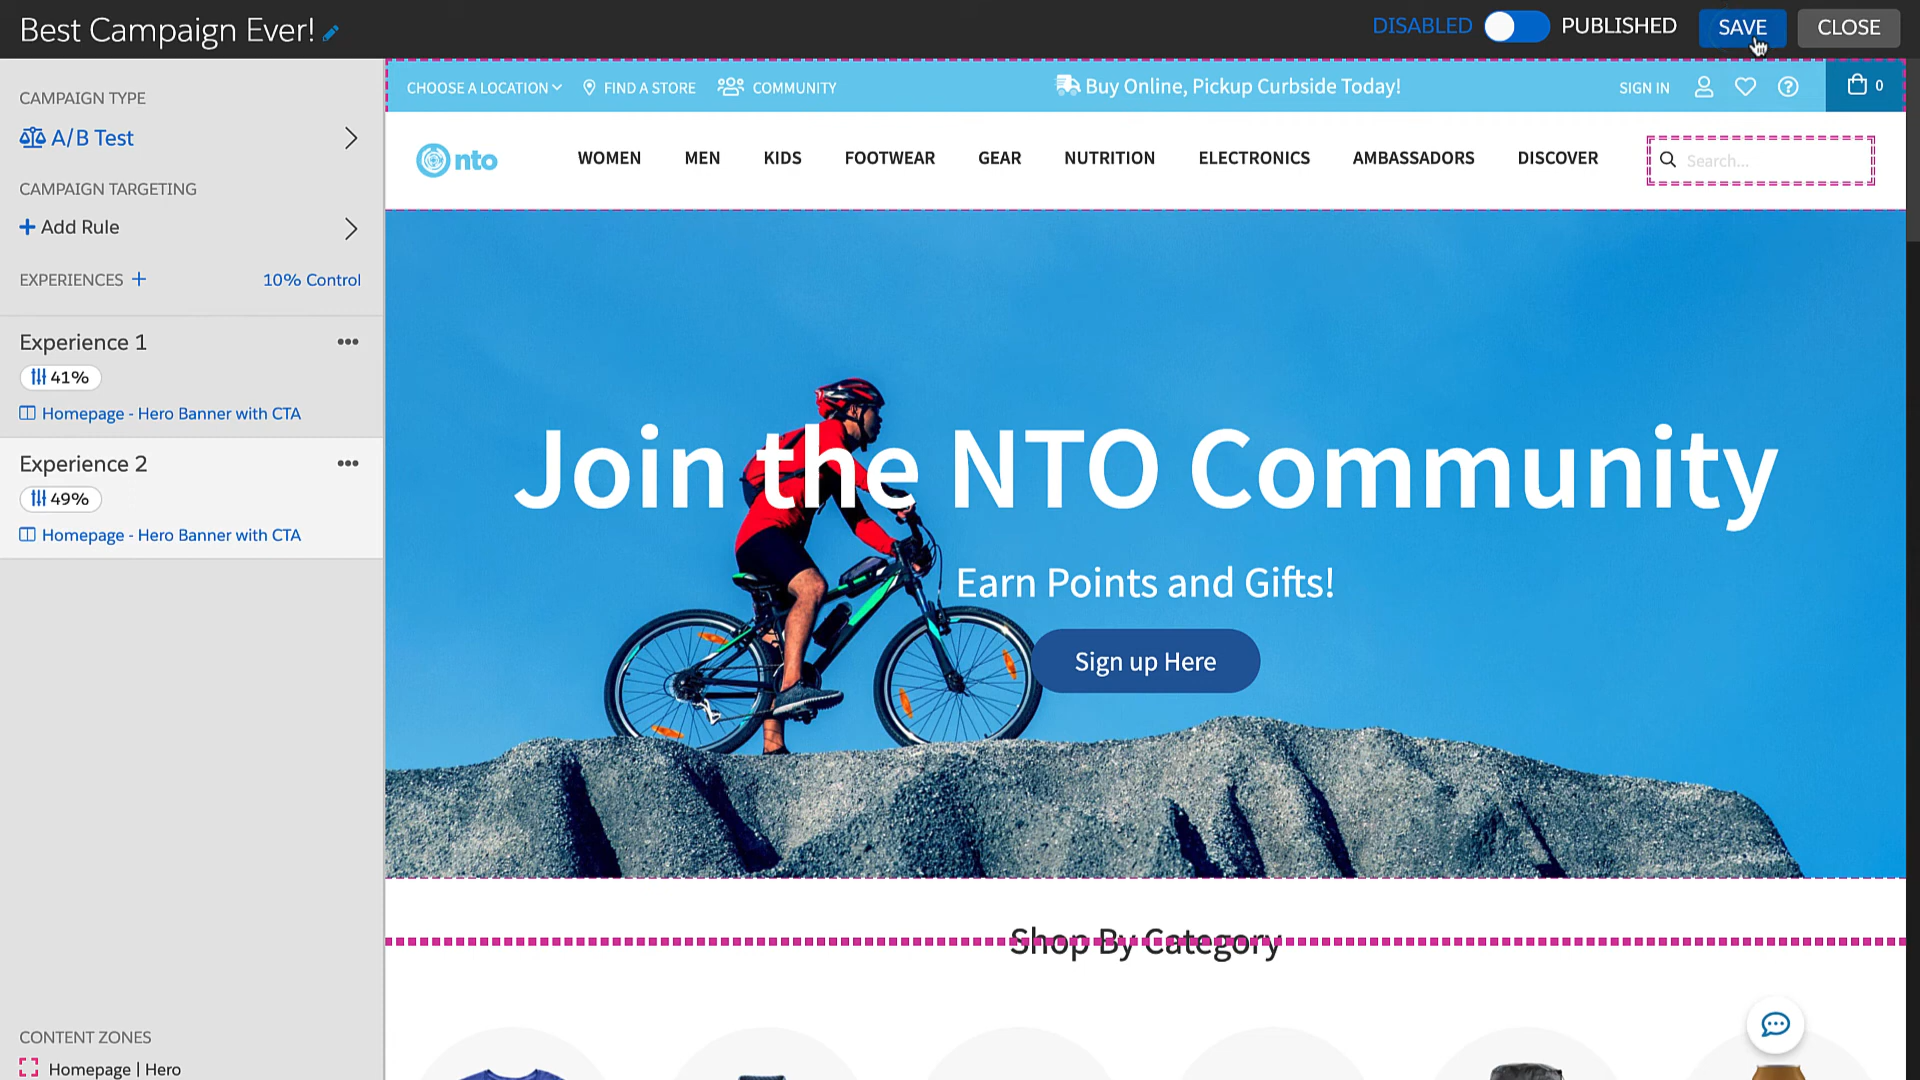 Best Campaign Ever!
DISABLED
PUBLISHED
SAVE
CLOSE
CAMPAIGN TYPE
A/B Test
CAMPAIGN TARGETING
+ Add Rule
EXPERIENCES +
10% Control
Experience 1
41%
Homepage - Hero Banner with CTA
Experience 2
49%
Homepage - Hero Banner with CTA
CONTENT ZONES
Homepage | Hero
CHOOSE A LOCATION
FIND A STORE
COMMUNITY
Buy Online, Pickup Curbside Today!
SIGN IN
0
nto
WOMEN
MEN
KIDS
FOOTWEAR
GEAR
NUTRITION
ELECTRONICS
AMBASSADORS
DISCOVER
Search...
Join the NTO Community
Earn Points and Gifts!
Sign up Here
Shop By Category